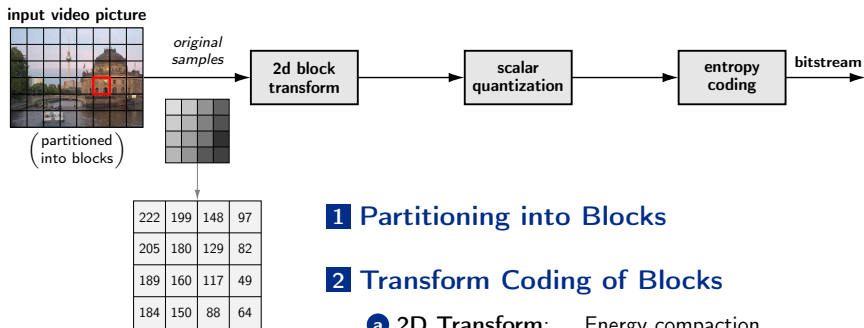 input video picture
original
samples
2d block
transform
scalar
quantization
entropy
coding
bitstream
(partitioned
into blocks)
222 199 148 97
205 180 129 82
189 160 117 49
184 150 88 64
1 Partitioning into Blocks
2 Transform Coding of Blocks
a 2D Transform: Energy compaction